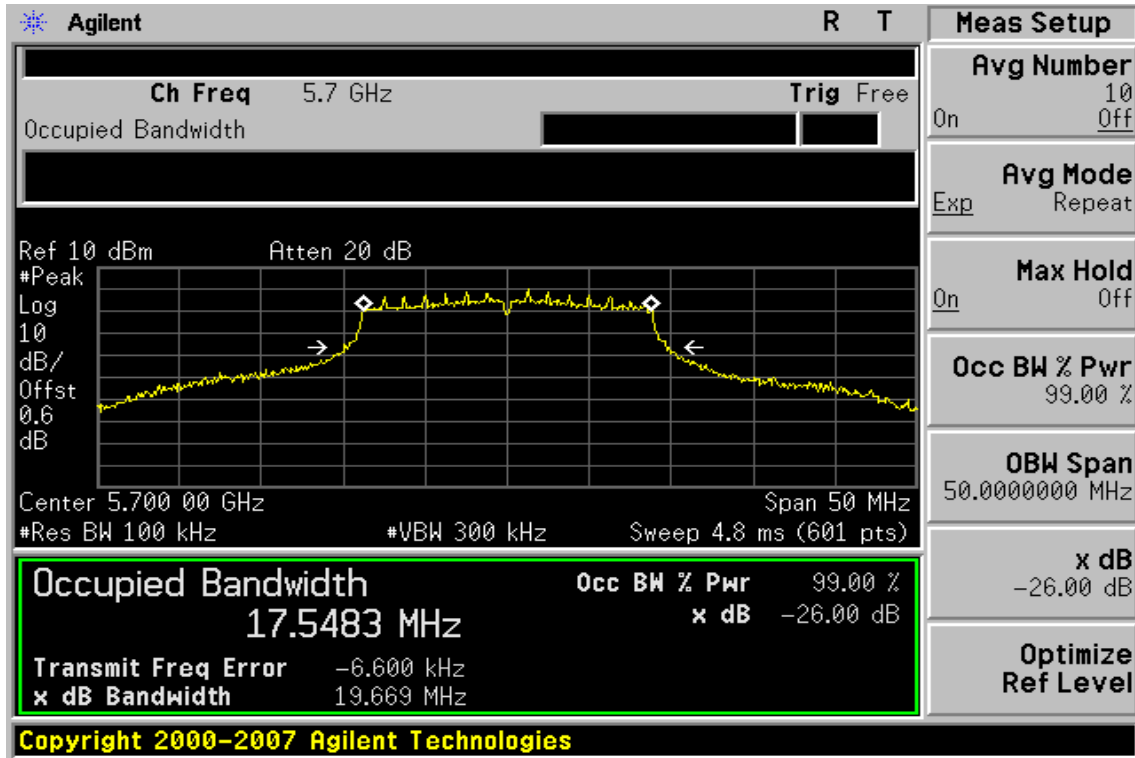 Agilent R T
Ch Freq 5.7 GHz Trig Free
Occupied Bandwidth
Ref 10 dBm Atten 20 dB
#Peak
Log
10
dB/
Offst
0.6
dB
Center 5.700 00 GHz Span 50 MHz
#Res BW 100 kHz #VBW 300 kHz Sweep 4.8 ms (601 pts)
Occupied Bandwidth
17.5483 MHz
Occ BW % Pwr 99.00 %
x dB -26.00 dB
Transmit Freq Error -6.600 kHz
x dB Bandwidth 19.669 MHz
Copyright 2000-2007 Agilent Technologies
Meas Setup
Avg Number
10
On Off
Avg Mode
Exp Repeat
Max Hold
On Off
Occ BW % Pwr
99.00 %
OBW Span
50.0000000 MHz
x dB
-26.00 dB
Optimize
Ref Level